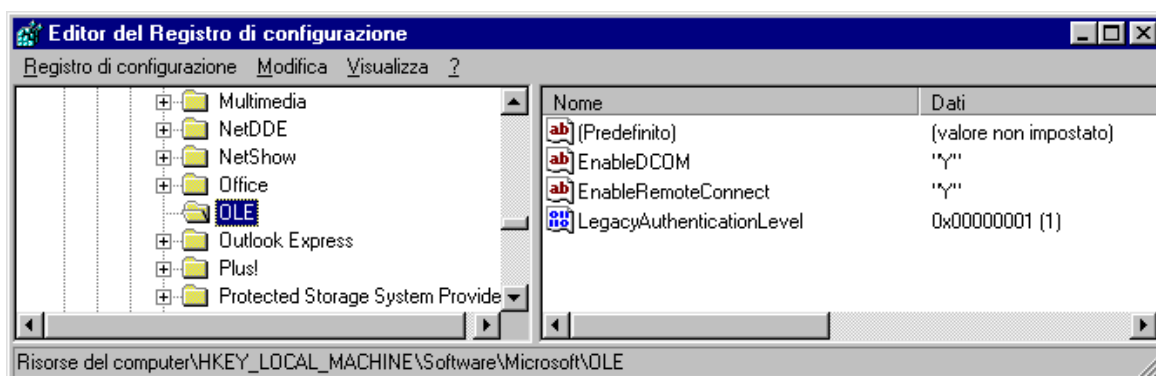 Editor del Registro di configurazione
Registro di configurazione Modifica Visualizza ?
Multimedia
NetDDE
NetShow
Office
OLE
Outlook Express
Plus!
Protected Storage System Provide
Nome Dati
(Predefinito) (valore non impostato)
EnableDCOM "Y"
EnableRemoteConnect "Y"
LegacyAuthenticationLevel 0x00000001 (1)
Risorse del computer\HKEY_LOCAL_MACHINE\Software\Microsoft\OLE